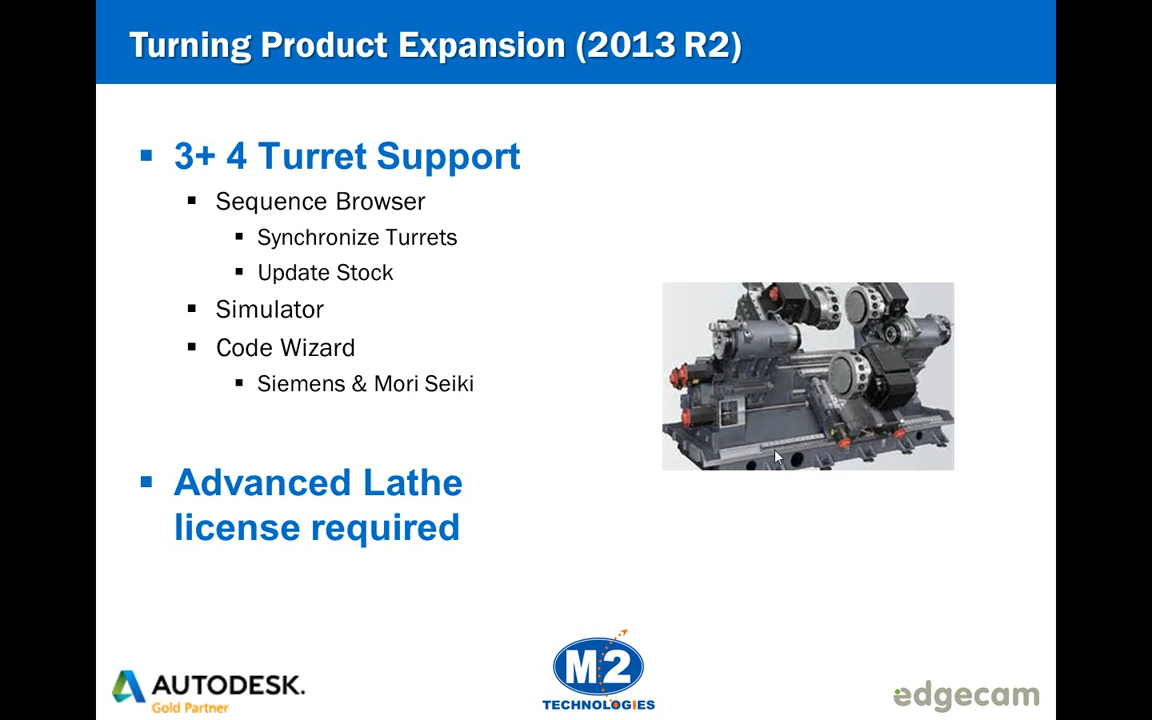 Turning Product Expansion (2013 R2)
3+ 4 Turret Support
Sequence Browser
Synchronize Turrets
Update Stock
Simulator
Code Wizard
Siemens & Mori Seiki
Advanced Lathe
license required
AUTODESK.
Gold Partner
M2
TECHNOLOGIES
edgecam